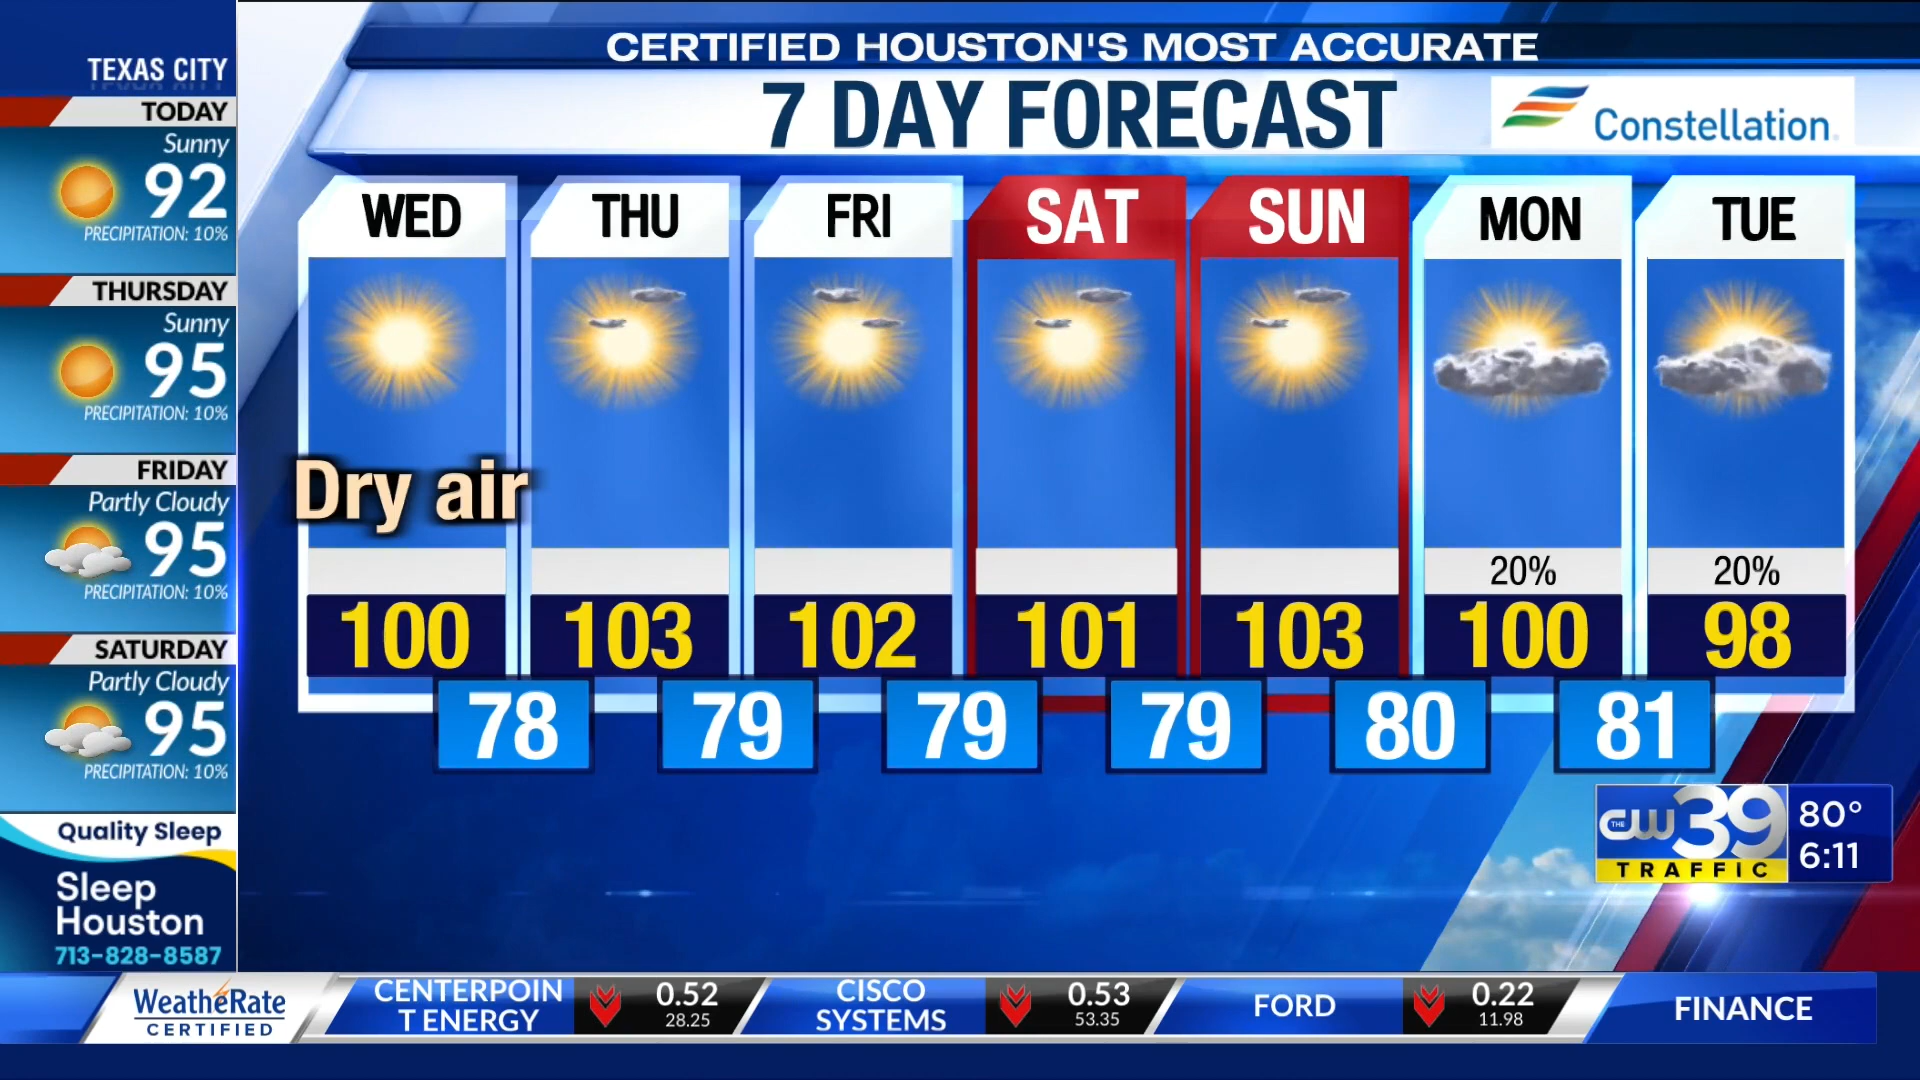 TEXAS CITY
TODAY
Sunny
92
PRECIPITATION: 10%
THURSDAY
Sunny
95
PRECIPITATION: 10%
FRIDAY
Partly Cloudy
95
PRECIPITATION: 10%
SATURDAY
Partly Cloudy
95
PRECIPITATION: 10%
Quality Sleep
Sleep
Houston
713-828-8587
CERTIFIED HOUSTON'S MOST ACCURATE
7 DAY FORECAST
Constellation
WED THU FRI SAT SUN MON TUE
Dry air
20% 20%
100 103 102 101 103 100 98
78 79 79 79 80 81
THE CW 39
TRAFFIC
80°
6:11
WeatheRate
CERTIFIED
CENTERPOIN
T ENERGY
0.52
28.25
CISCO
SYSTEMS
0.53
53.35
FORD
0.22
11.98
FINANCE